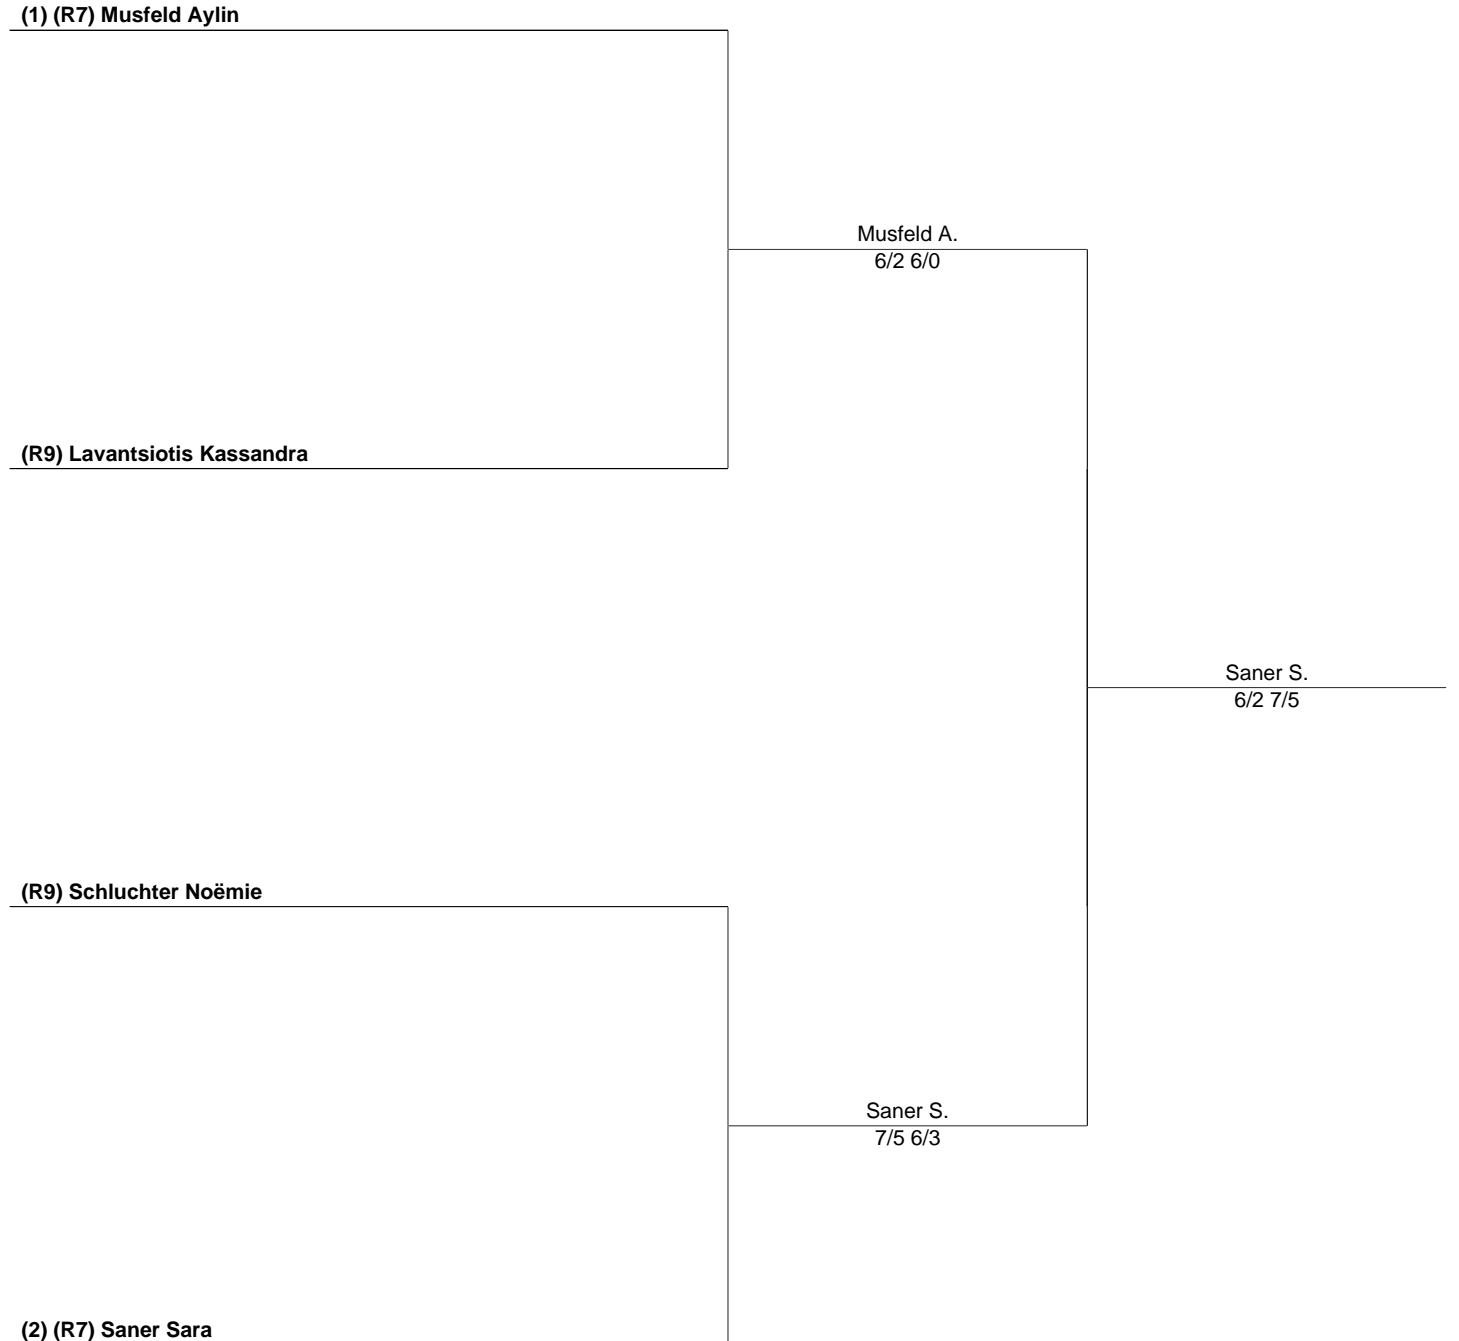 (1) (R7) Musfeld Aylin
Musfeld A.
6/2 6/0
(R9) Lavantsiotis Kassandra
Saner S.
6/2 7/5
(R9) Schluchter Noëmie
Saner S.
7/5 6/3
(2) (R7) Saner Sara